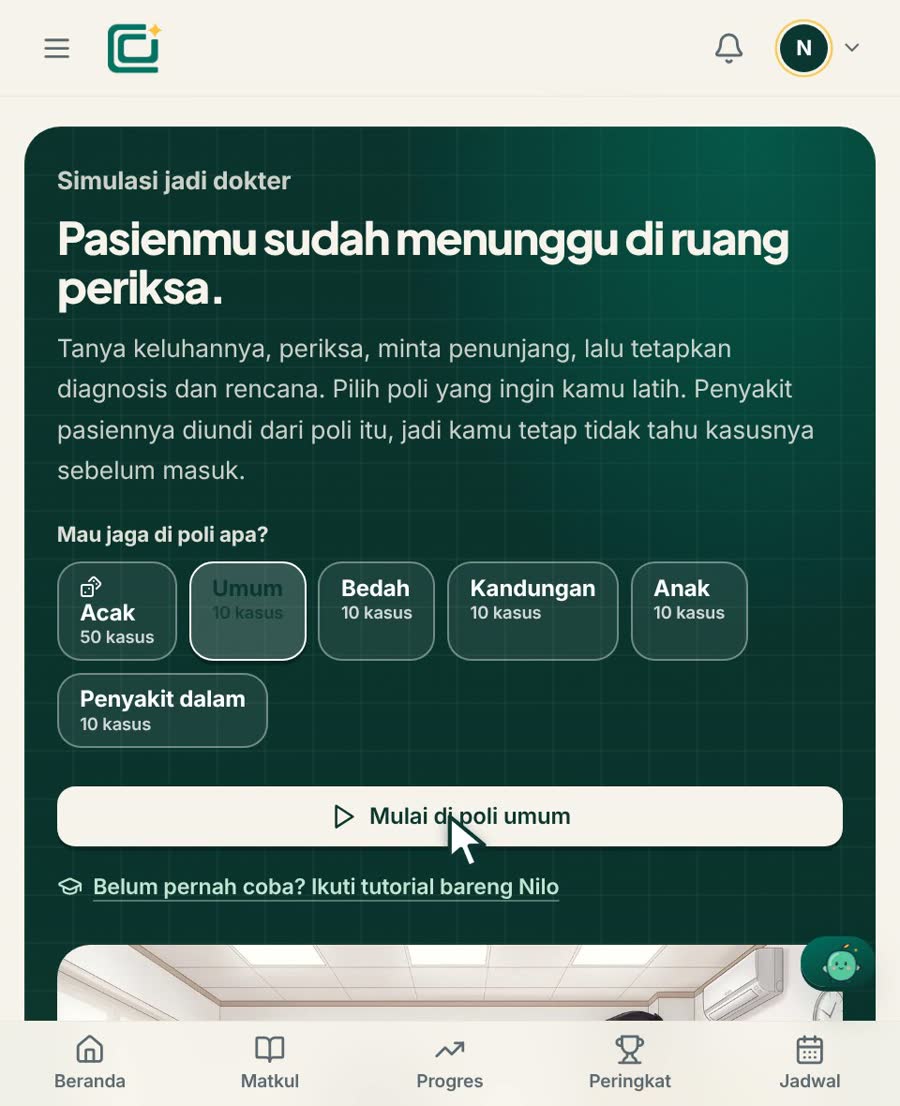 N
Simulasi jadi dokter
Pasienmu sudah menunggu di ruang
periksa.
Tanya keluhannya, periksa, minta penunjang, lalu tetapkan
diagnosis dan rencana. Pilih poli yang ingin kamu latih. Penyakit
pasiennya diundi dari poli itu, jadi kamu tetap tidak tahu kasusnya
sebelum masuk.
Mau jaga di poli apa?
Acak
50 kasus
Umum
10 kasus
Bedah
10 kasus
Kandungan
10 kasus
Anak
10 kasus
Penyakit dalam
10 kasus
Mulai di poli umum
Belum pernah coba? Ikuti tutorial bareng Nilo
Beranda
Matkul
Progres
Peringkat
Jadwal